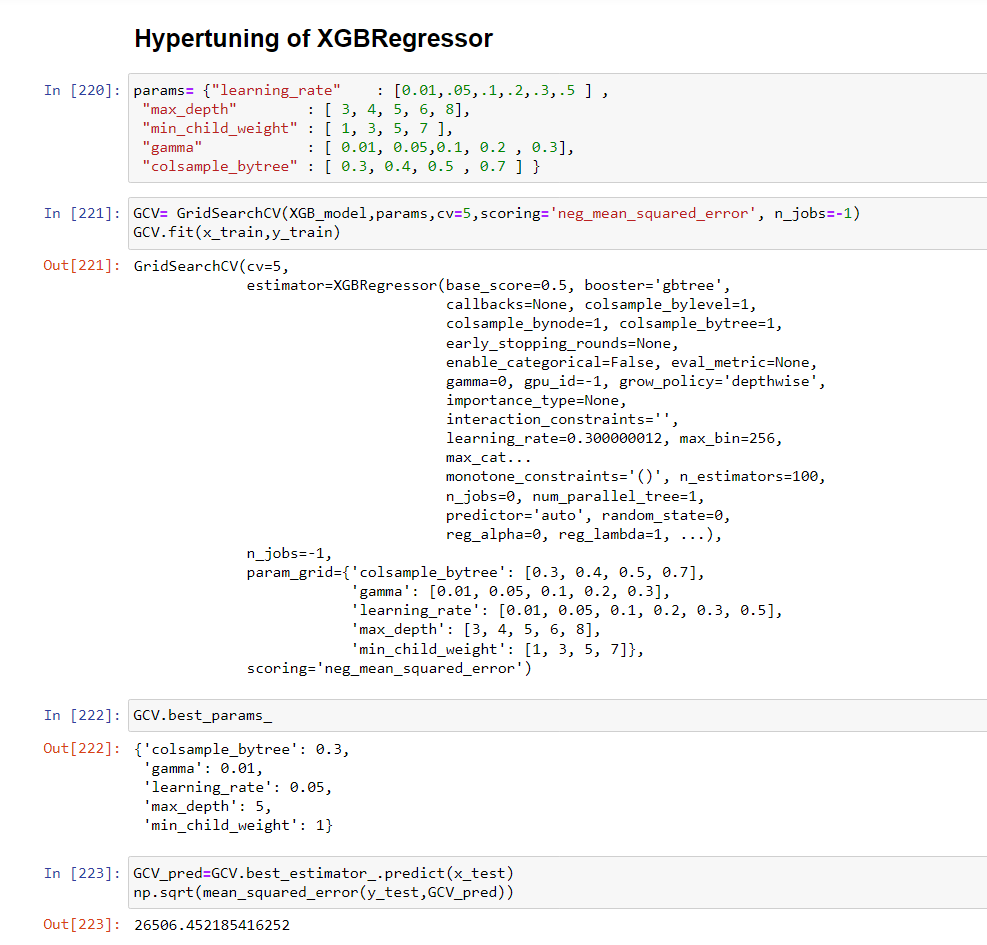 Hypertuning of XGBRegressor
In [220]: params= {"learning_rate"    : [0.01,.05,.1,.2,.3,.5 ] ,
"max_depth"        : [ 3, 4, 5, 6, 8],
"min_child_weight" : [ 1, 3, 5, 7 ],
"gamma"            : [ 0.01, 0.05,0.1, 0.2 , 0.3],
"colsample_bytree" : [ 0.3, 0.4, 0.5 , 0.7 ] }
In [221]: GCV= GridSearchCV(XGB_model,params,cv=5,scoring='neg_mean_squared_error', n_jobs=-1)
GCV.fit(x_train,y_train)
Out[221]: GridSearchCV(cv=5,
estimator=XGBRegressor(base_score=0.5, booster='gbtree',
callbacks=None, colsample_bylevel=1,
colsample_bynode=1, colsample_bytree=1,
early_stopping_rounds=None,
enable_categorical=False, eval_metric=None,
gamma=0, gpu_id=-1, grow_policy='depthwise',
importance_type=None,
interaction_constraints='',
learning_rate=0.300000012, max_bin=256,
max_cat...
monotone_constraints='()', n_estimators=100,
n_jobs=0, num_parallel_tree=1,
predictor='auto', random_state=0,
reg_alpha=0, reg_lambda=1, ...),
n_jobs=-1,
param_grid={'colsample_bytree': [0.3, 0.4, 0.5, 0.7],
'gamma': [0.01, 0.05, 0.1, 0.2, 0.3],
'learning_rate': [0.01, 0.05, 0.1, 0.2, 0.3, 0.5],
'max_depth': [3, 4, 5, 6, 8],
'min_child_weight': [1, 3, 5, 7]},
scoring='neg_mean_squared_error')
In [222]: GCV.best_params_
Out[222]: {'colsample_bytree': 0.3,
'gamma': 0.01,
'learning_rate': 0.05,
'max_depth': 5,
'min_child_weight': 1}
In [223]: GCV_pred=GCV.best_estimator_.predict(x_test)
np.sqrt(mean_squared_error(y_test,GCV_pred))
Out[223]: 26506.452185416252